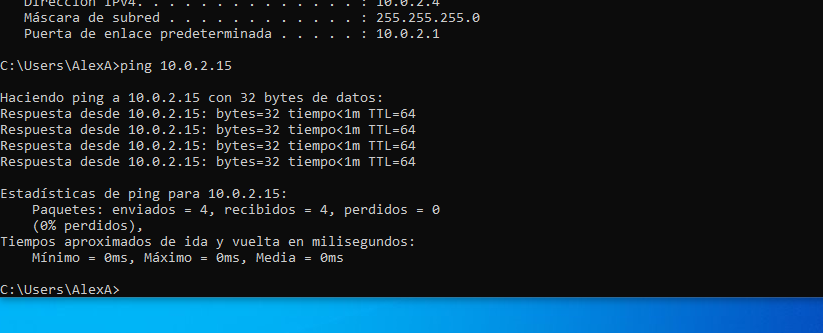 Dirección IPv4. . . . . . . . . . . . . . : 10.0.2.4
Máscara de subred . . . . . . . . . . . . : 255.255.255.0
Puerta de enlace predeterminada . . . . . : 10.0.2.1
C:\Users\AlexA>ping 10.0.2.15
Haciendo ping a 10.0.2.15 con 32 bytes de datos:
Respuesta desde 10.0.2.15: bytes=32 tiempo<1m TTL=64
Respuesta desde 10.0.2.15: bytes=32 tiempo<1m TTL=64
Respuesta desde 10.0.2.15: bytes=32 tiempo<1m TTL=64
Respuesta desde 10.0.2.15: bytes=32 tiempo<1m TTL=64
Estadísticas de ping para 10.0.2.15:
Paquetes: enviados = 4, recibidos = 4, perdidos = 0
(0% perdidos),
Tiempos aproximados de ida y vuelta en milisegundos:
Mínimo = 0ms, Máximo = 0ms, Media = 0ms
C:\Users\AlexA>